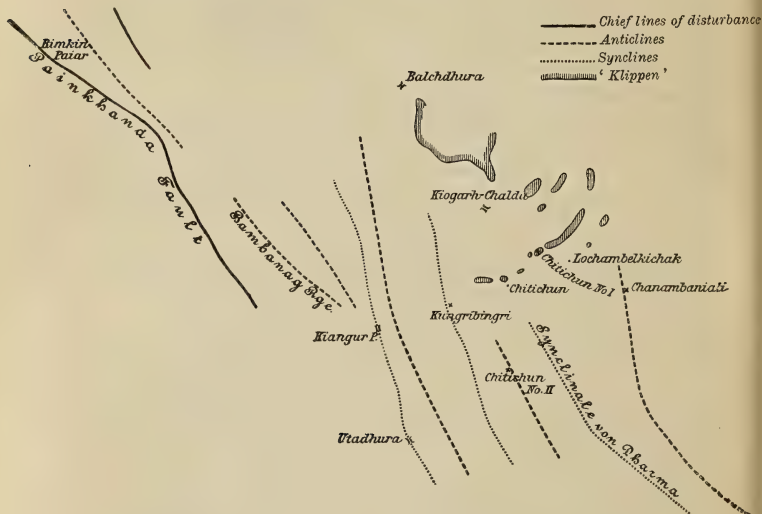 Chief lines of disturbance
Anticlines
Synclines
'Klippen'
Rimkin
Paiar
Painkhanda
Fault
Balchdhura
Kiogarh-Chaldu
Bambanag Rge.
Lochambelkichak
Chitichun No I
Chanambaniali
Chitichun
Kungribingri
Kiangur P.
Chitichun
No. II
Synclinale von Dharma
Utadhura